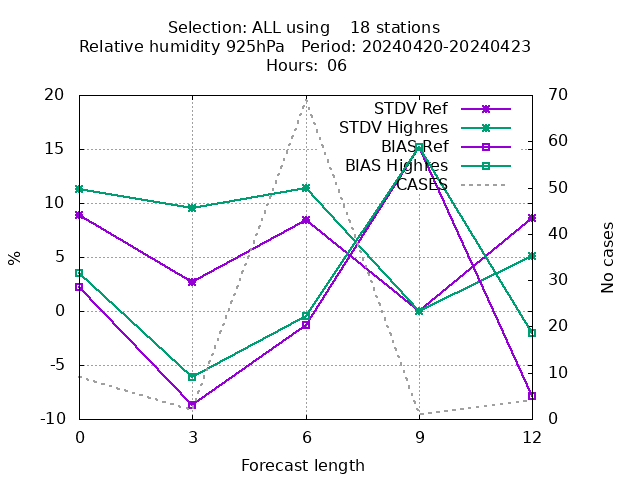 Selection: ALL using    18 stations
Relative humidity 925hPa   Period: 20240420-20240423
Hours: 06
STDV Ref
STDV Highres
BIAS Ref
BIAS Highres
CASES
20
15
10
5
0
-5
-10
%
70
60
50
40
30
20
10
0
No cases
0 3 6 9 12
Forecast length